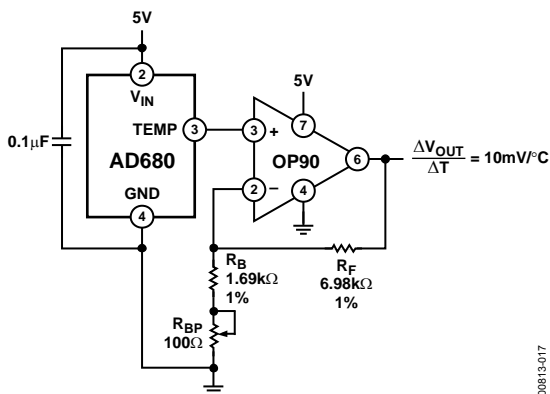 5V
2
V_IN
5V
0.1µF
TEMP
3
3
+
7
AD680
OP90
6
ΔV_OUT
ΔT
= 10mV/°C
GND
2
–
4
4
R_B
1.69kΩ
1%
R_F
6.98kΩ
1%
R_BP
100Ω
00813-017